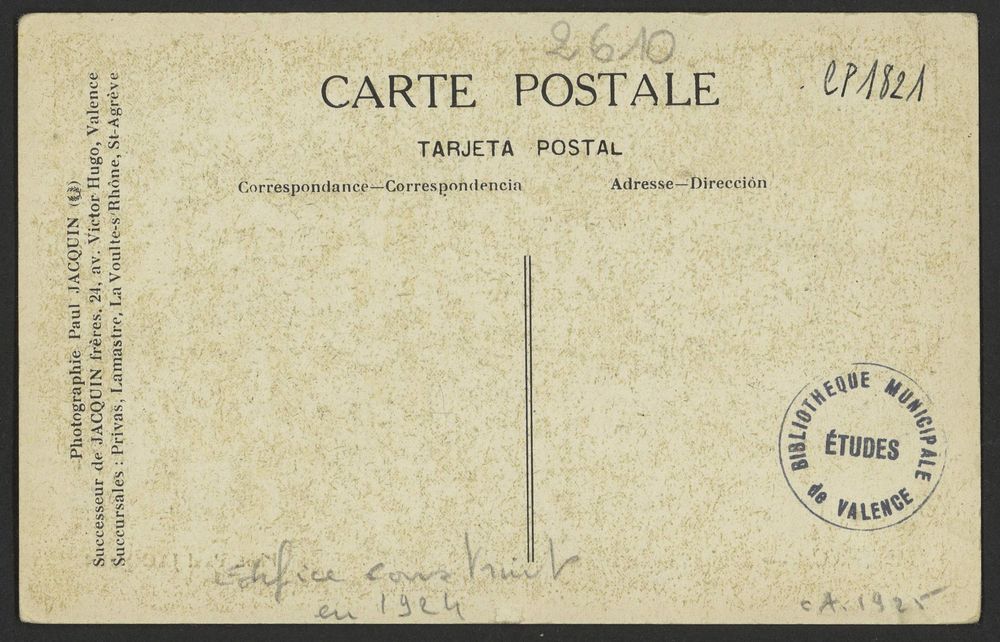 2610
CP1821
CARTE POSTALE
TARJETA POSTAL
Correspondance—Correspondencia
Adresse—Dirección
Photographie Paul JACQUIN
Successeur de JACQUIN frères. 24, av. Victor Hugo, Valence
Succursales : Privas, Lamastre, La Voulte-s/Rhône, St-Agrève
BIBLIOTHEQUE MUNICIPALE
ÉTUDES
de VALENCE
Edifice construit
en 1924
cA. 1925